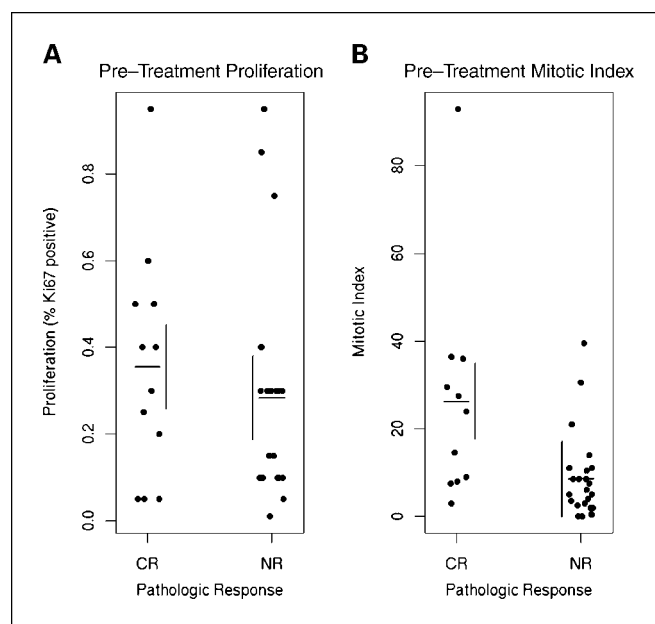 A
Pre–Treatment Proliferation
Proliferation (% Ki67 positive)
0.8
0.6
0.4
0.2
0.0
CR
NR
Pathologic Response
B
Pre–Treatment Mitotic Index
Mitotic Index
80
60
40
20
0
CR
NR
Pathologic Response